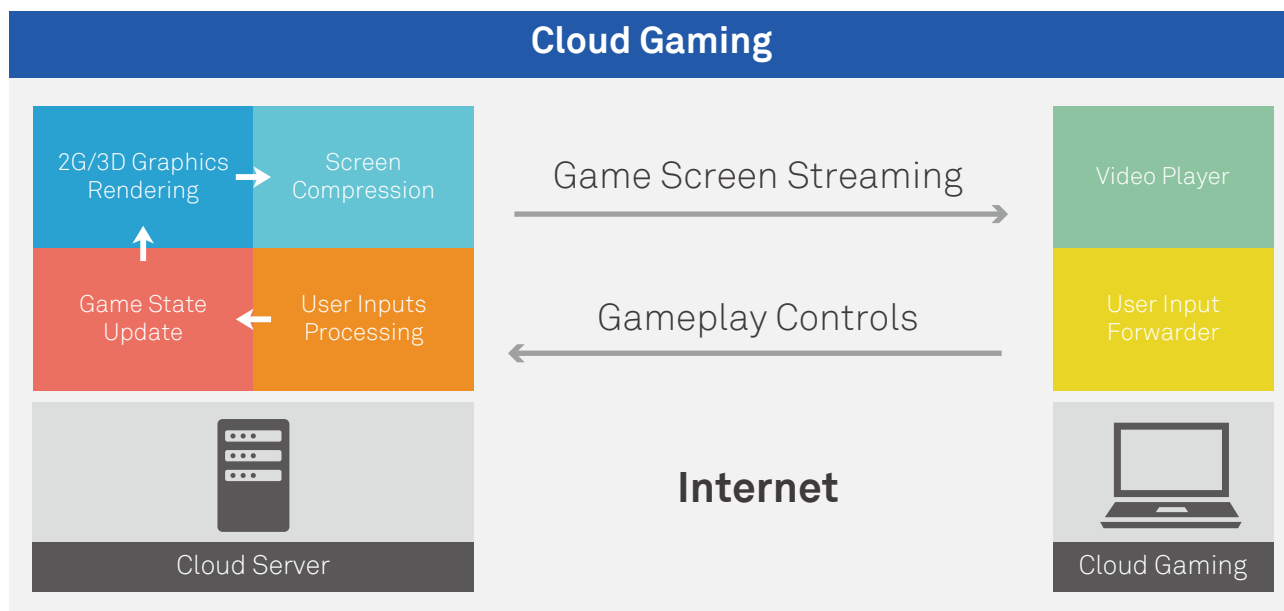 Cloud Gaming
2G/3D Graphics
Rendering
Screen
Compression
Game Screen Streaming
Video Player
Game State
Update
User Inputs
Processing
Gameplay Controls
User Input
Forwarder
Internet
Cloud Server
Cloud Gaming